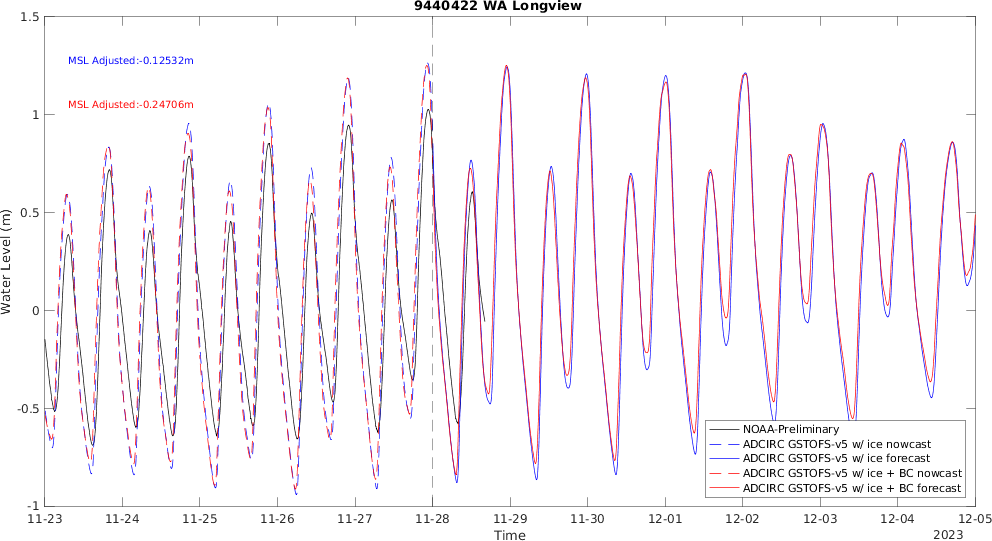 9440422 WA Longview
MSL Adjusted:-0.12532m
MSL Adjusted:-0.24706m
Water Level (m)
1.5
1
0.5
0
-0.5
-1
NOAA-Preliminary
ADCIRC GSTOFS-v5 w/ ice nowcast
ADCIRC GSTOFS-v5 w/ ice forecast
ADCIRC GSTOFS-v5 w/ ice + BC nowcast
ADCIRC GSTOFS-v5 w/ ice + BC forecast
11-23 11-24 11-25 11-26 11-27 11-28 11-29 11-30 12-01 12-02 12-03 12-04 12-05
Time
2023